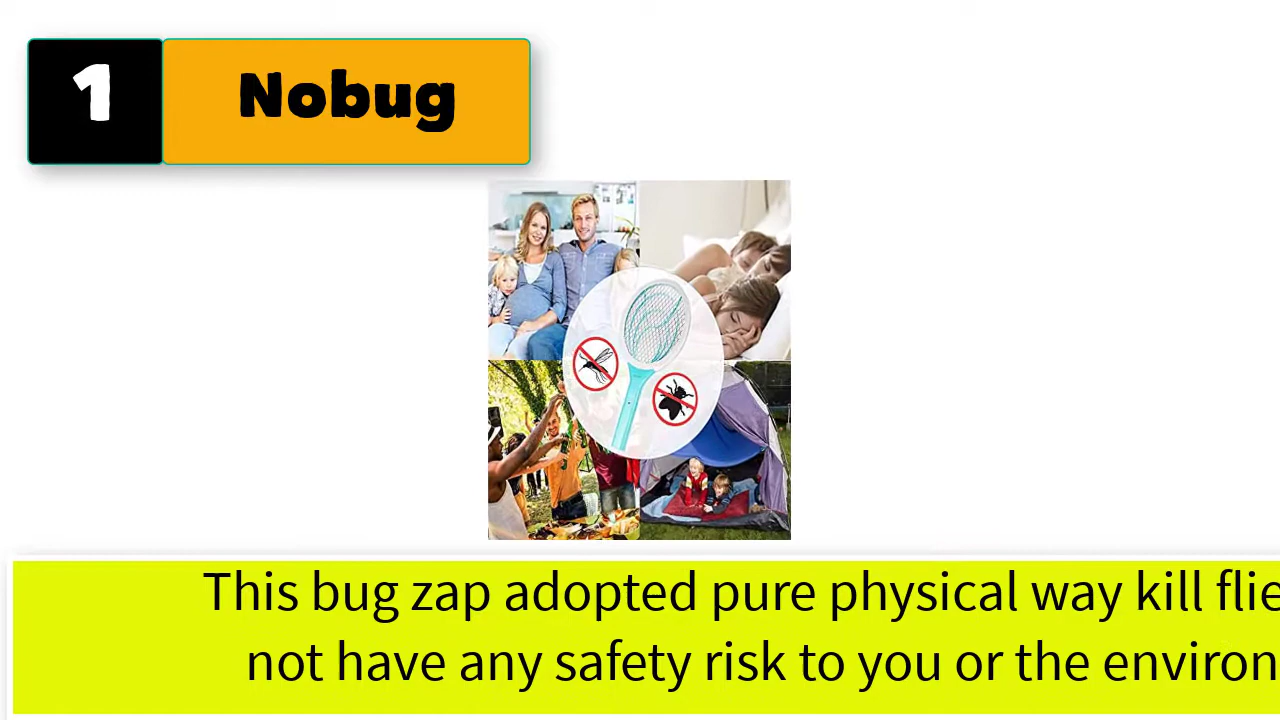 1
Nobug
This bug zap adopted pure physical way kill flie
not have any safety risk to you or the environ